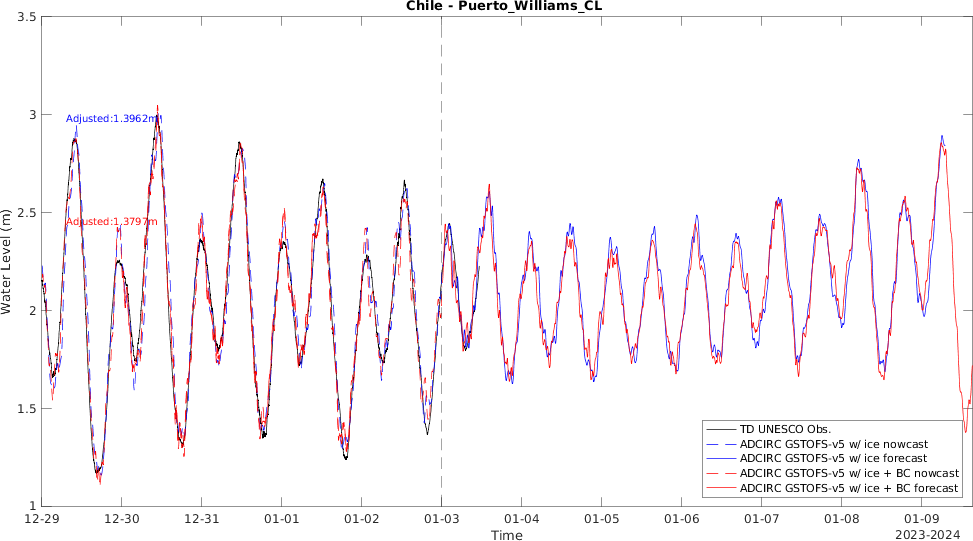 Chile - Puerto_Williams_CL
3.5
3
2.5
2
1.5
1
Water Level (m)
Adjusted:1.3962m
Adjusted:1.3797m
TD UNESCO Obs.
ADCIRC GSTOFS-v5 w/ ice nowcast
ADCIRC GSTOFS-v5 w/ ice forecast
ADCIRC GSTOFS-v5 w/ ice + BC nowcast
ADCIRC GSTOFS-v5 w/ ice + BC forecast
12-29 12-30 12-31 01-01 01-02 01-03 01-04 01-05 01-06 01-07 01-08 01-09
Time
2023-2024